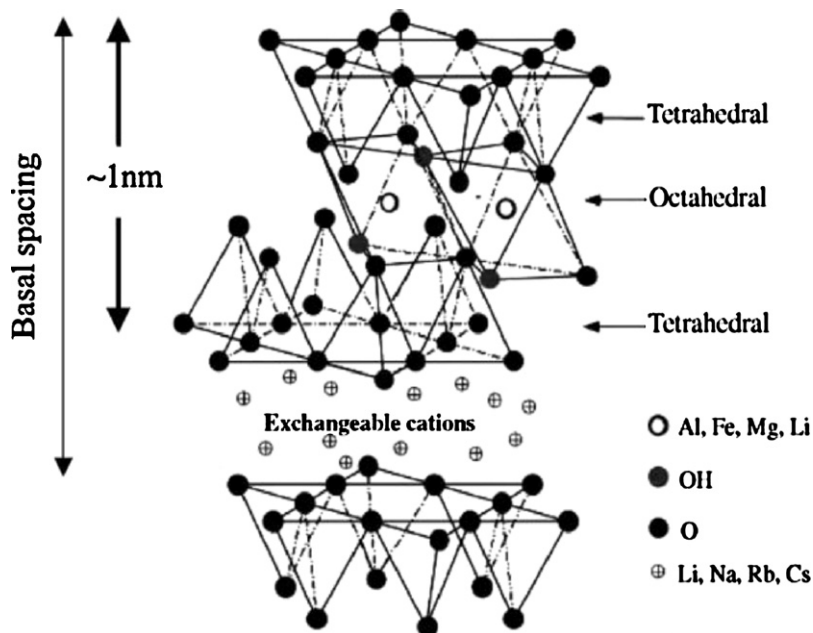 Basal spacing
~1nm
Tetrahedral
Octahedral
Tetrahedral
Exchangeable cations
Al, Fe, Mg, Li
OH
O
Li, Na, Rb, Cs